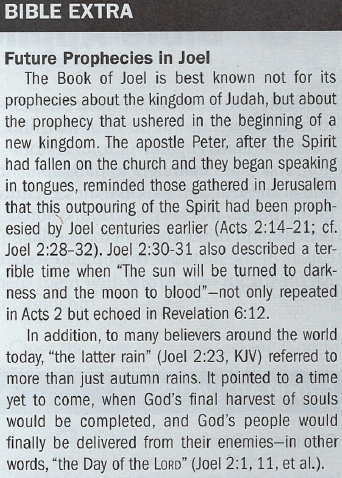 BIBLE EXTRA
Future Prophecies in Joel
The Book of Joel is best known not for its
prophecies about the kingdom of Judah, but about
the prophecy that ushered in the beginning of a
new kingdom. The apostle Peter, after the Spirit
had fallen on the church and they began speaking
in tongues, reminded those gathered in Jerusalem
that this outpouring of the Spirit had been proph-
esied by Joel centuries earlier (Acts 2:14–21; cf.
Joel 2:28–32). Joel 2:30-31 also described a ter-
rible time when “The sun will be turned to dark-
ness and the moon to blood”—not only repeated
in Acts 2 but echoed in Revelation 6:12.
In addition, to many believers around the world
today, “the latter rain” (Joel 2:23, KJV) referred to
more than just autumn rains. It pointed to a time
yet to come, when God’s final harvest of souls
would be completed, and God’s people would
finally be delivered from their enemies—in other
words, “the Day of the LORD” (Joel 2:1, 11, et al.).